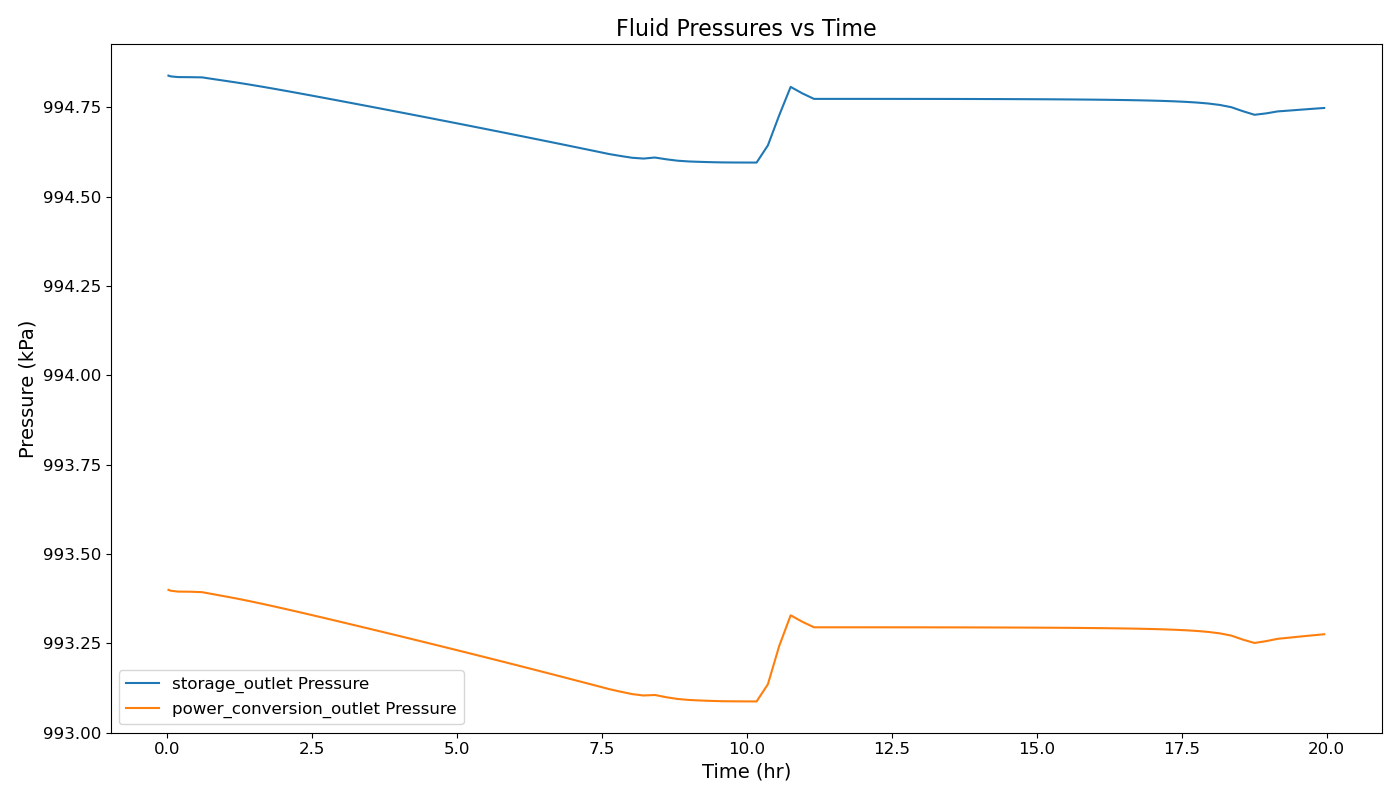 Fluid Pressures vs Time
Pressure (kPa)
994.75
994.50
994.25
994.00
993.75
993.50
993.25
993.00
storage_outlet Pressure
power_conversion_outlet Pressure
0.0 2.5 5.0 7.5 10.0 12.5 15.0 17.5 20.0
Time (hr)